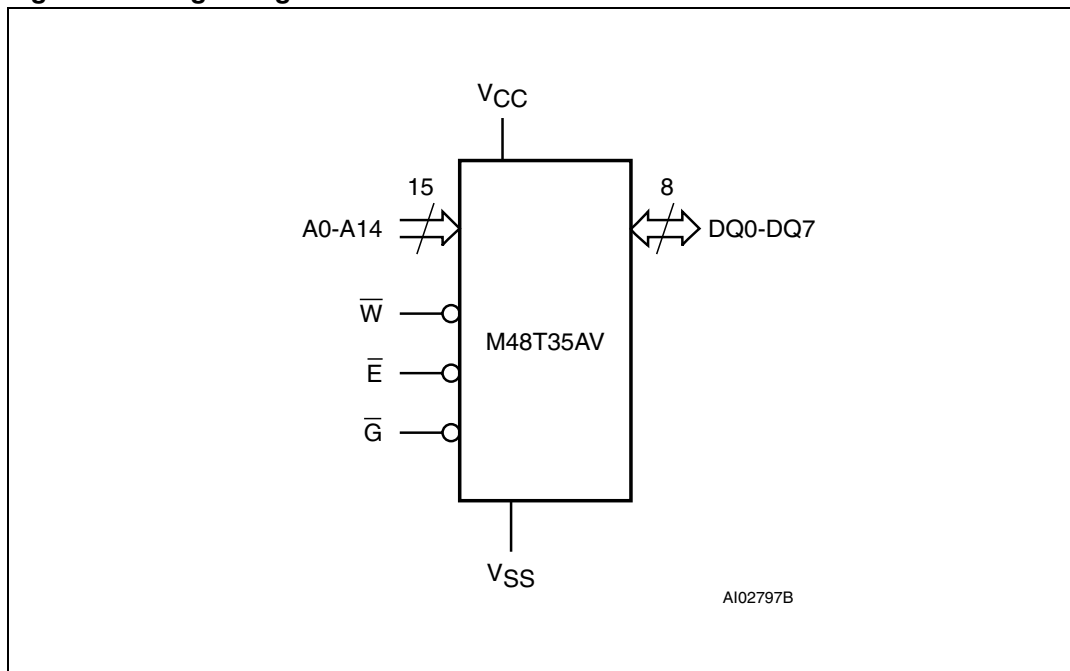 VCC
15
8
A0-A14
DQ0-DQ7
W̅
M48T35AV
E̅
G̅
VSS
AI02797B